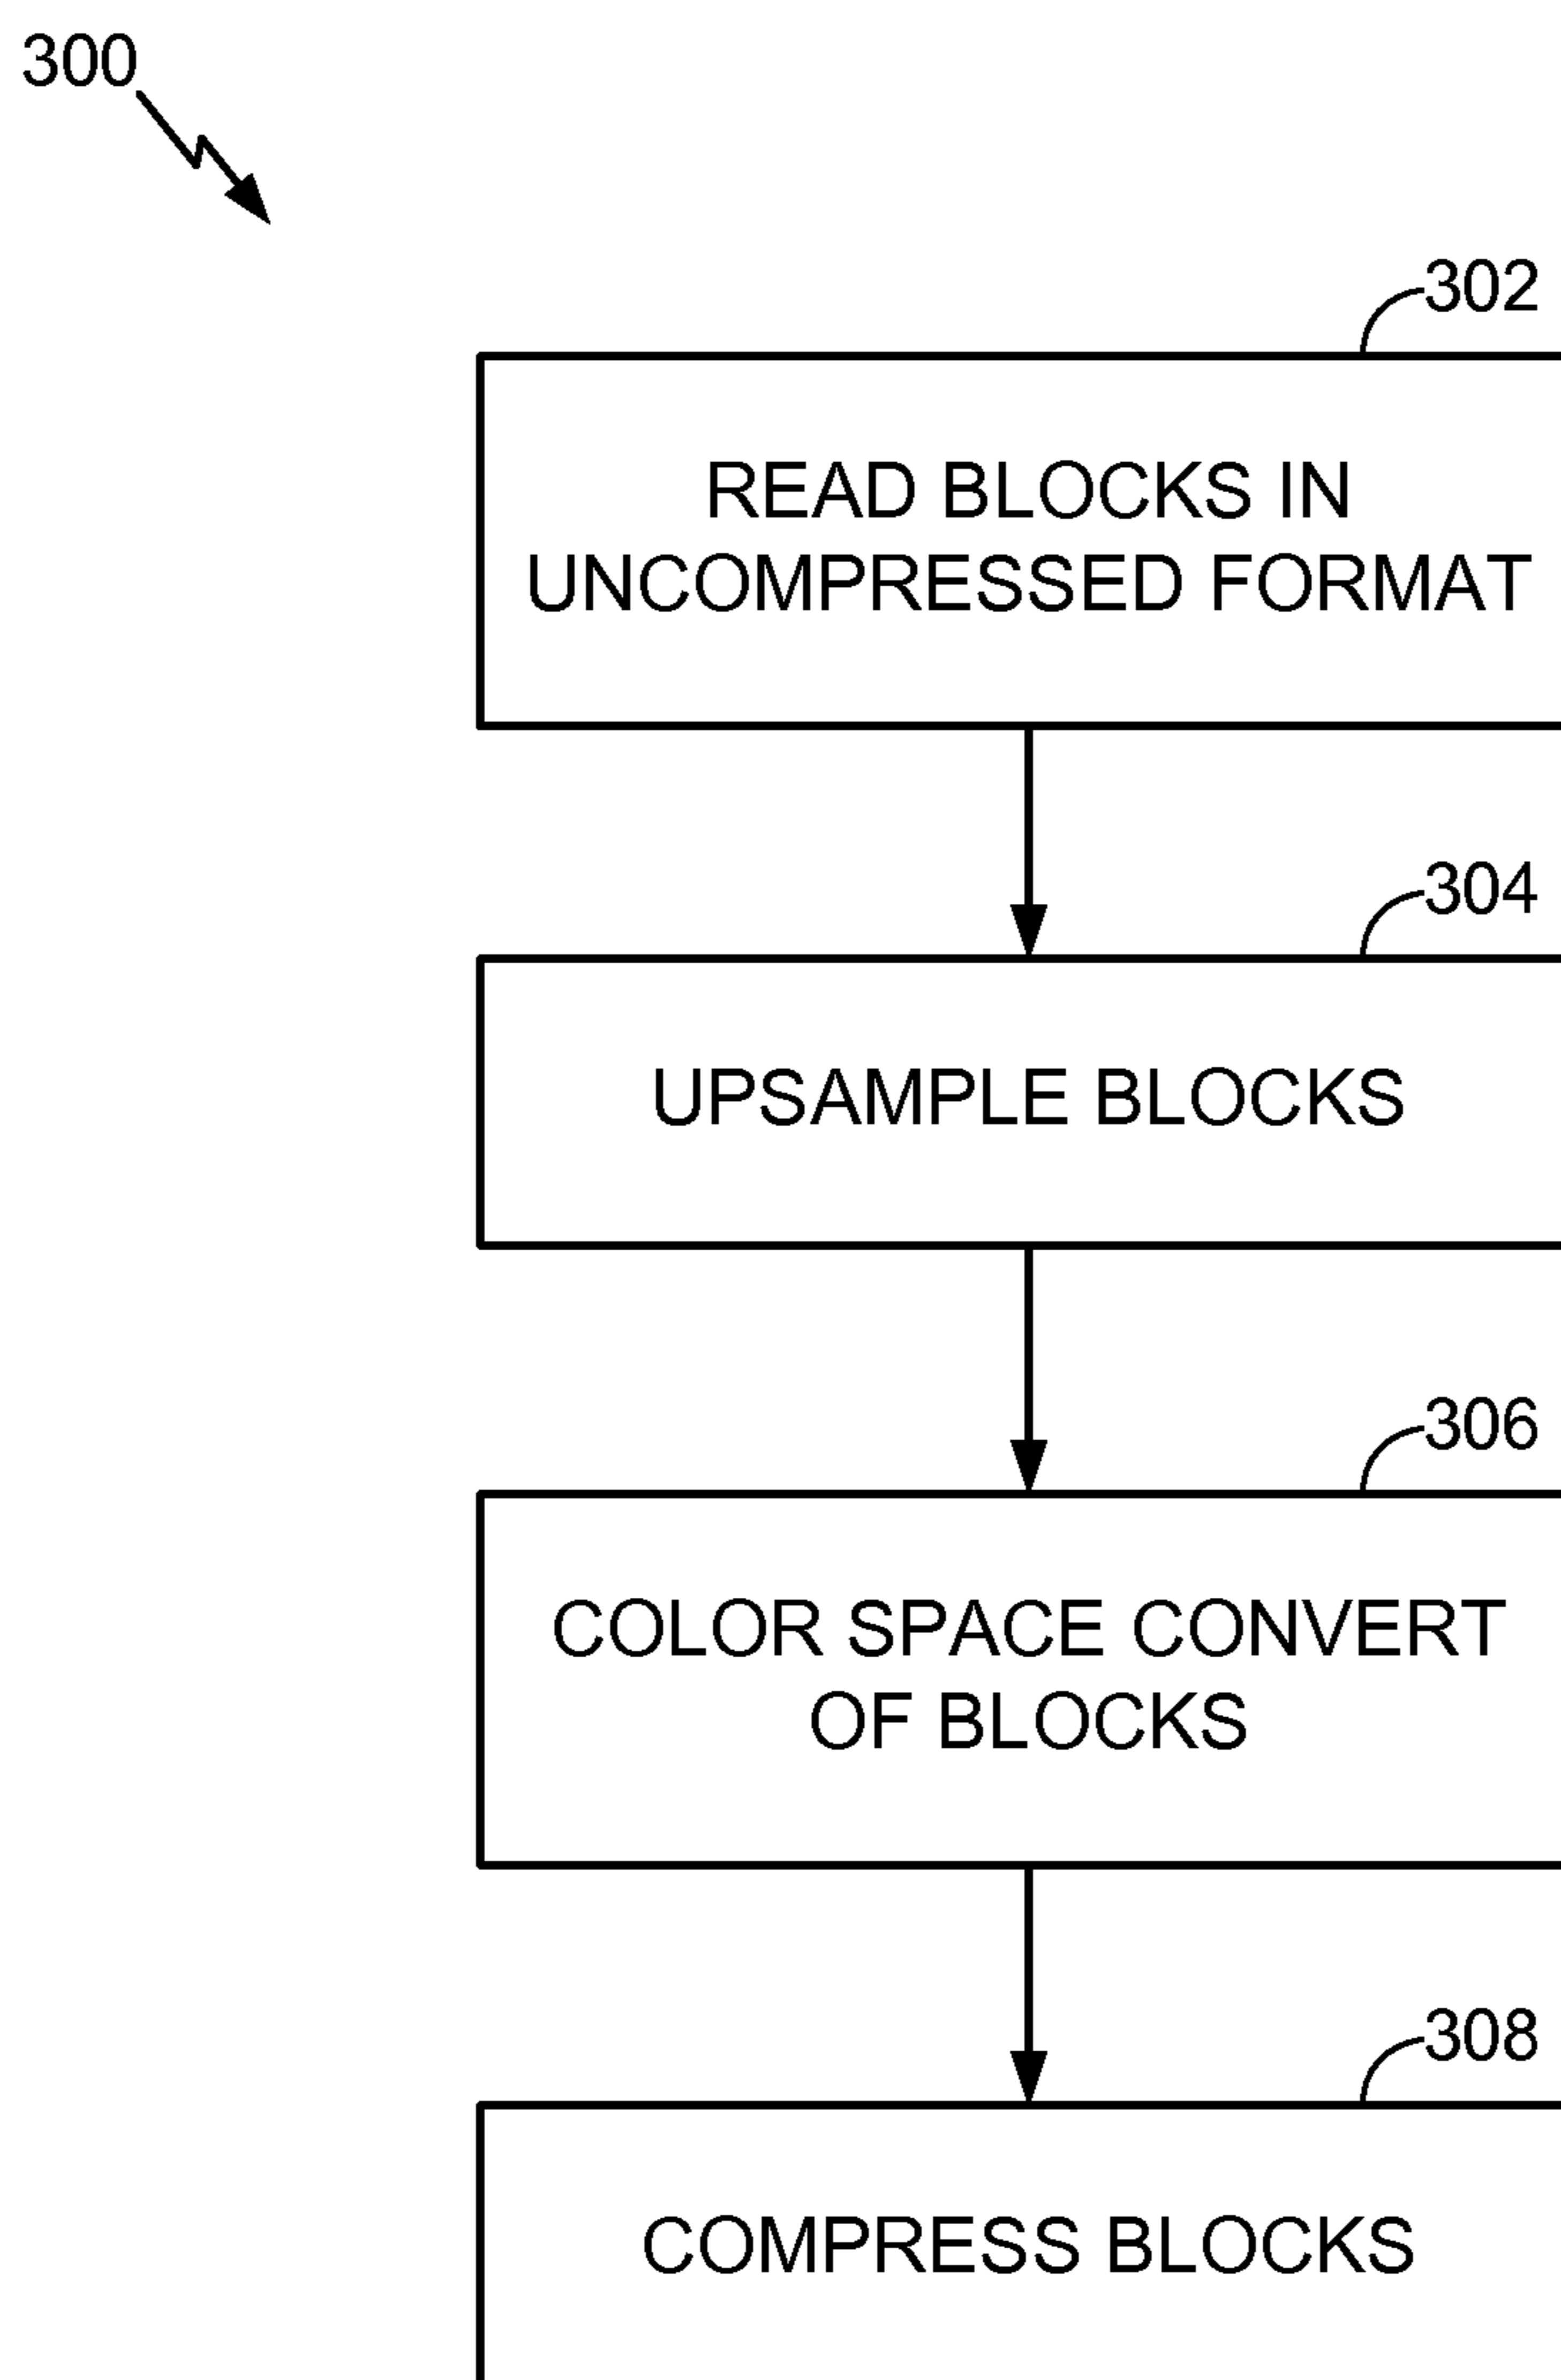 300
302
READ BLOCKS IN
UNCOMPRESSED FORMAT
304
UPSAMPLE BLOCKS
306
COLOR SPACE CONVERT
OF BLOCKS
308
COMPRESS BLOCKS